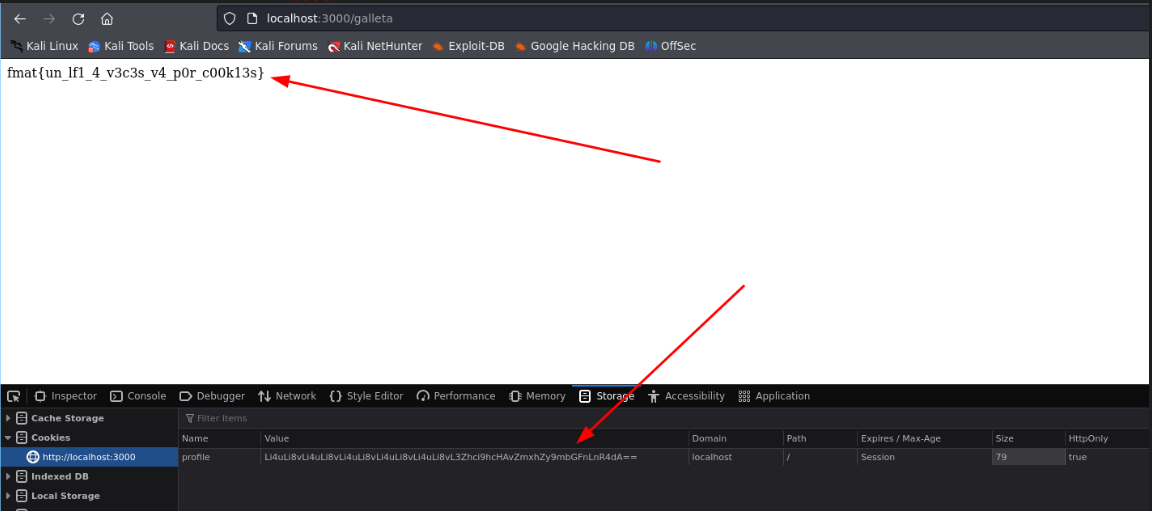 localhost:3000/galleta
Kali Linux Kali Tools Kali Docs Kali Forums Kali NetHunter Exploit-DB Google Hacking DB OffSec
fmat{un_lf1_4_v3c3s_v4_p0r_c00k13s}
Inspector Console Debugger Network Style Editor Performance Memory Storage Accessibility Application
Cache Storage
Filter Items
Cookies
Name Value Domain Path Expires / Max-Age Size HttpOnly
http://localhost:3000
profile Li4uLi8vLi4uLi8vLi4uLi8vLi4uLi8vLi4uLi8vL3Zhci9hcHAvZmxhZy9mbGFnLnR4dA== localhost / Session 79 true
Indexed DB
Local Storage